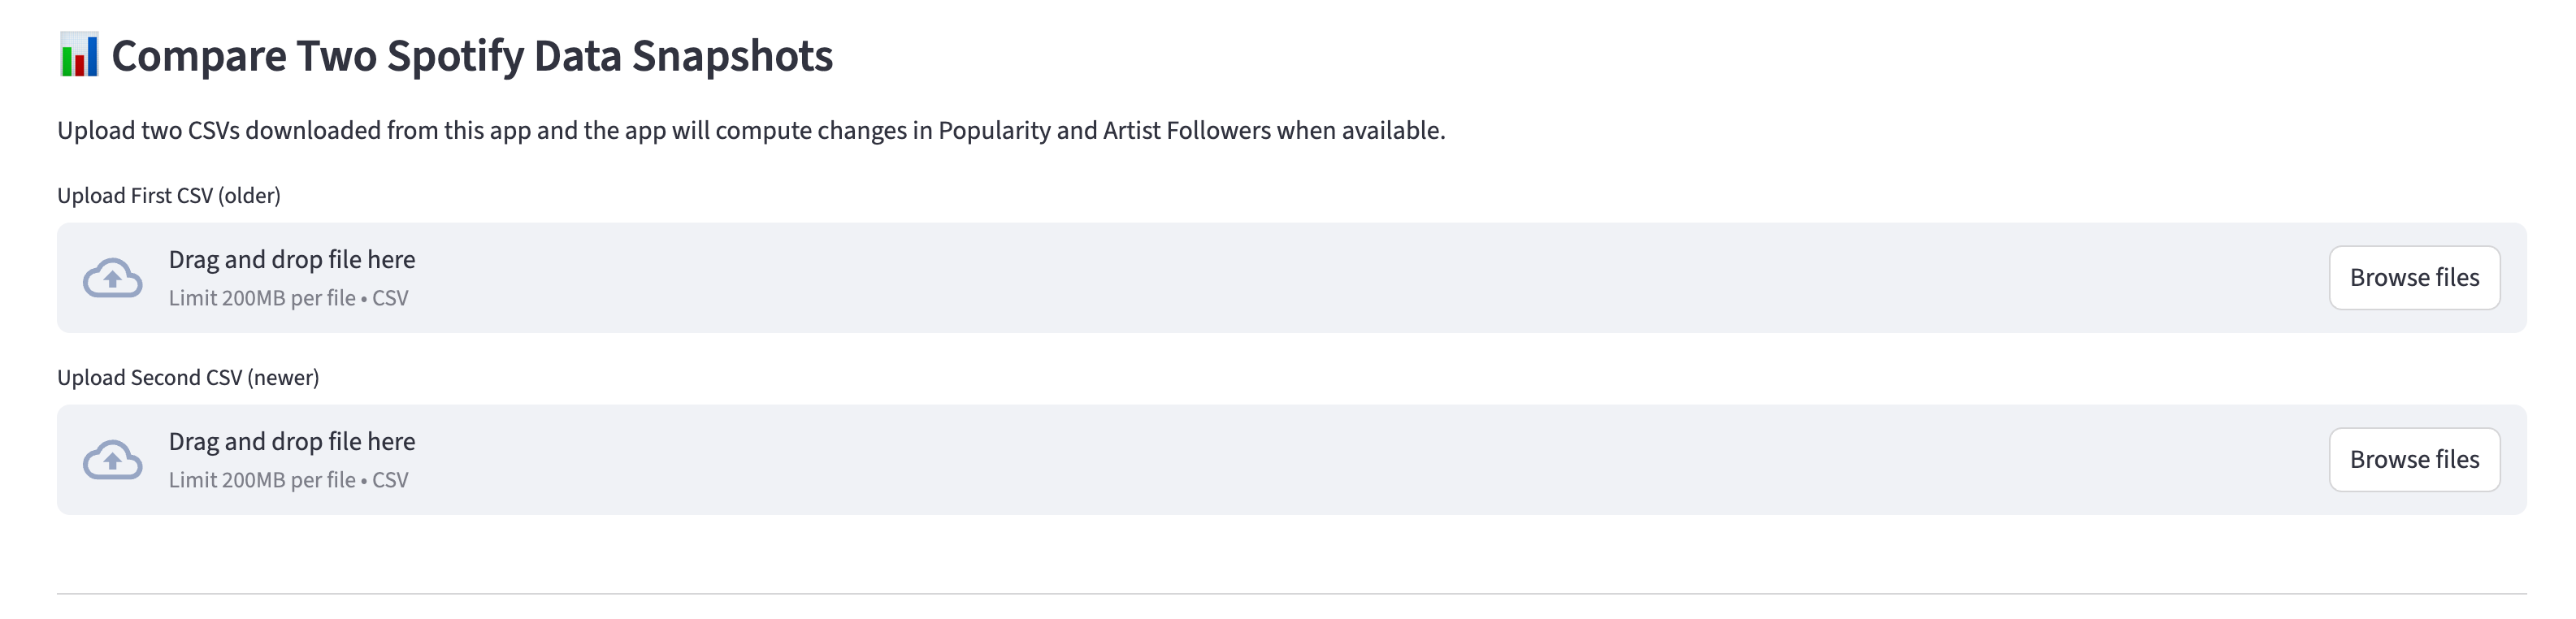 Compare Two Spotify Data Snapshots
Upload two CSVs downloaded from this app and the app will compute changes in Popularity and Artist Followers when available.
Upload First CSV (older)
Drag and drop file here
Limit 200MB per file • CSV
Browse files
Upload Second CSV (newer)
Drag and drop file here
Limit 200MB per file • CSV
Browse files